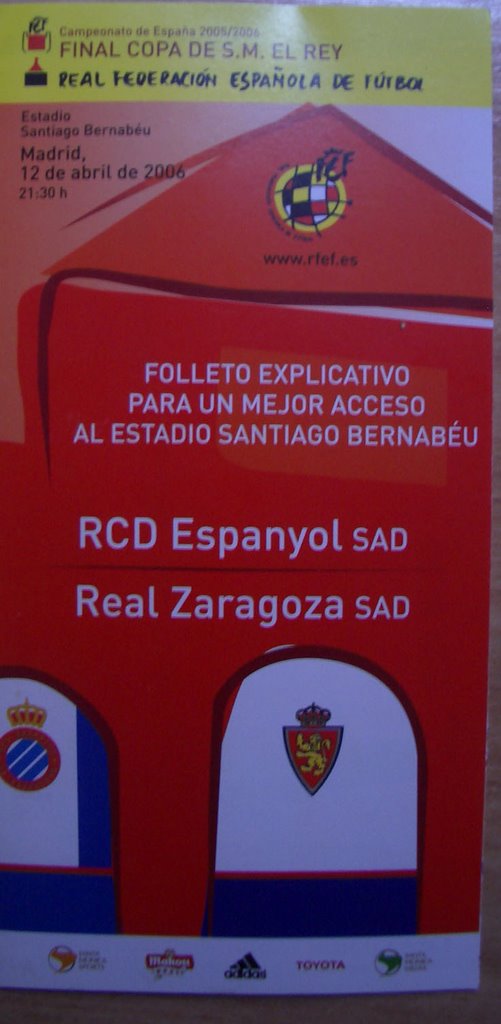 Campeonato de España 2005/2006
FINAL COPA DE S.M. EL REY
REAL FEDERACIÓN ESPAÑOLA DE FÚTBOL
Estadio
Santiago Bernabéu
Madrid,
12 de abril de 2006
21:30 h
www.rfef.es
FOLLETO EXPLICATIVO
PARA UN MEJOR ACCESO
AL ESTADIO SANTIAGO BERNABÉU
RCD Espanyol SAD
Real Zaragoza SAD
Mahou
adidas
TOYOTA